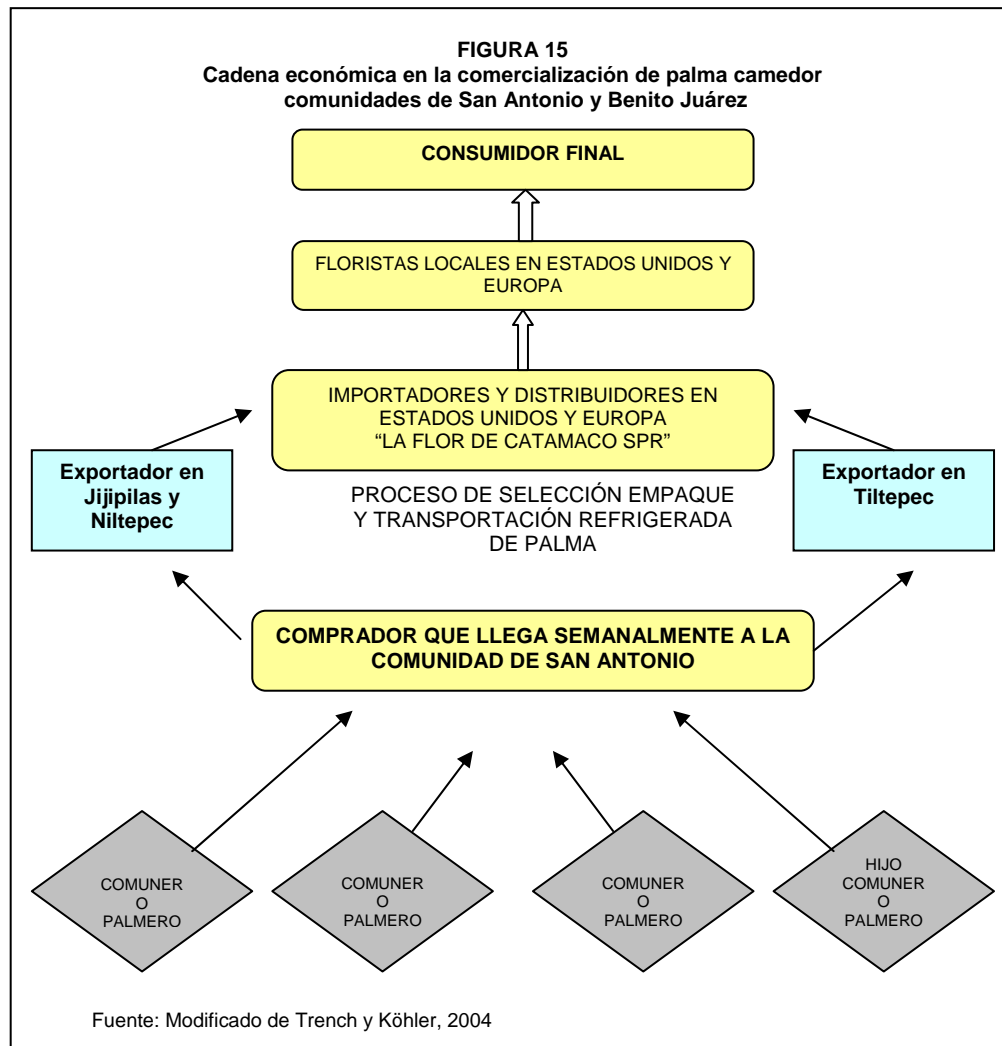 FIGURA 15
Cadena económica en la comercialización de palma camedor
comunidades de San Antonio y Benito Juárez
CONSUMIDOR FINAL
FLORISTAS LOCALES EN ESTADOS UNIDOS Y
EUROPA
IMPORTADORES Y DISTRIBUIDORES EN
ESTADOS UNIDOS Y EUROPA
“LA FLOR DE CATAMACO SPR”
Exportador en
Jijipilas y
Niltepec
Exportador en
Tiltepec
PROCESO DE SELECCIÓN EMPAQUE
Y TRANSPORTACIÓN REFRIGERADA
DE PALMA
COMPRADOR QUE LLEGA SEMANALMENTE A LA
COMUNIDAD DE SAN ANTONIO
COMUNER
O
PALMERO
COMUNER
O
PALMERO
COMUNER
O
PALMERO
HIJO
COMUNER
O
PALMERO
Fuente: Modificado de Trench y Köhler, 2004